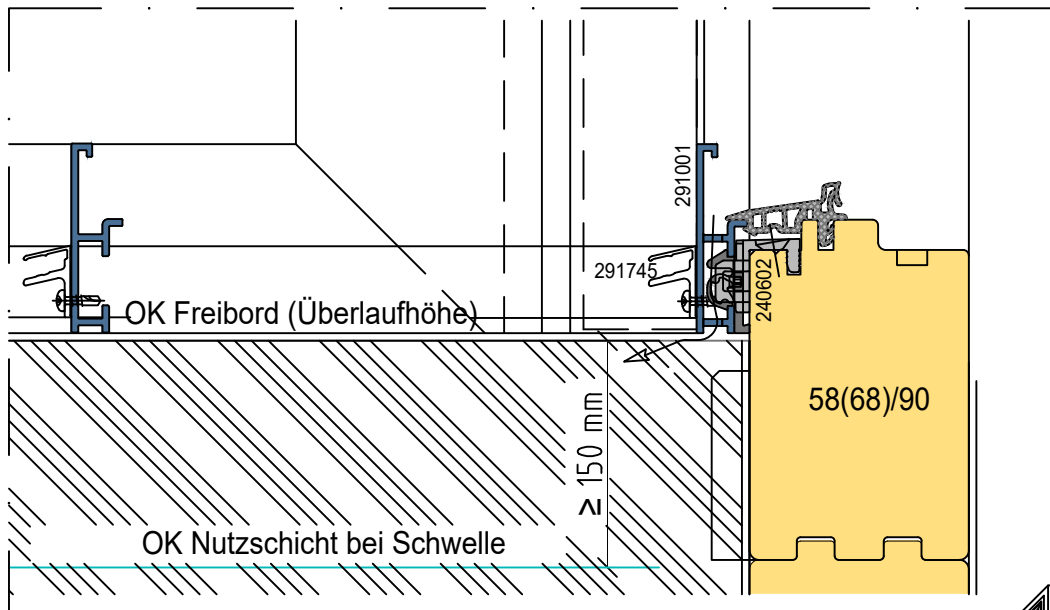 291001
291745
240602
OK Freibord (Überlaufhöhe)
58(68)/90
≥ 150 mm
OK Nutzschicht bei Schwelle